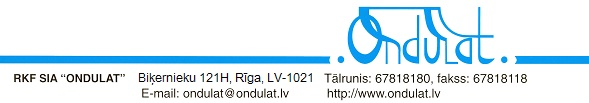 .Ondulat.
RKF SIA “ONDULAT” Biķernieku 121H, Rīga, LV-1021 Tālrunis: 67818180, fakss: 67818118
E-mail: ondulat@ondulat.lv http://www.ondulat.lv